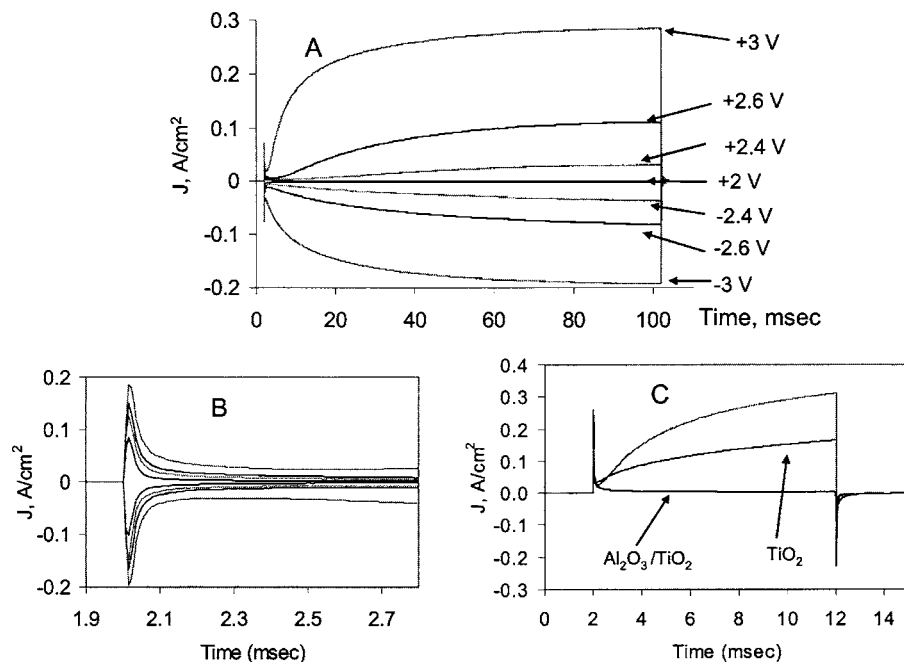 0.3
A
+3 V
0.2
+2.6 V
J, A/cm²
0.1
+2.4 V
0
+2 V
-2.4 V
-0.1
-2.6 V
-0.2
-3 V
0 20 40 60 80 100
Time, msec
0.2
B
0.1
J, A/cm²
0
-0.1
-0.2
1.9 2.1 2.3 2.5 2.7
Time (msec)
0.4
C
0.3
0.2
J, A/cm²
0.1
0.0
-0.1
Al₂O₃/TiO₂
TiO₂
-0.2
-0.3
0 2 4 6 8 10 12 14
Time (msec)